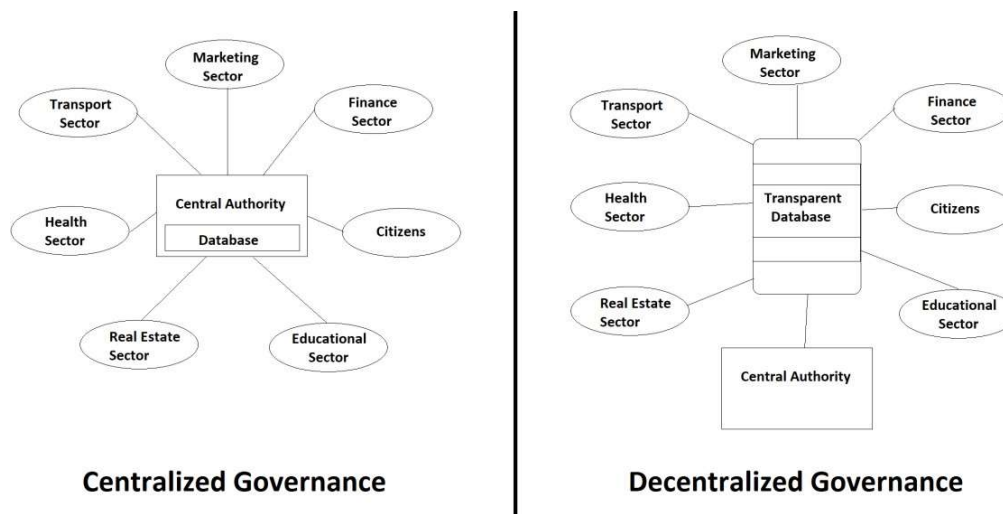 Marketing
Sector
Transport
Sector
Finance
Sector
Central Authority
Database
Health
Sector
Citizens
Real Estate
Sector
Educational
Sector
Centralized Governance
Marketing
Sector
Transport
Sector
Finance
Sector
Health
Sector
Transparent
Database
Citizens
Real Estate
Sector
Educational
Sector
Central Authority
Decentralized Governance